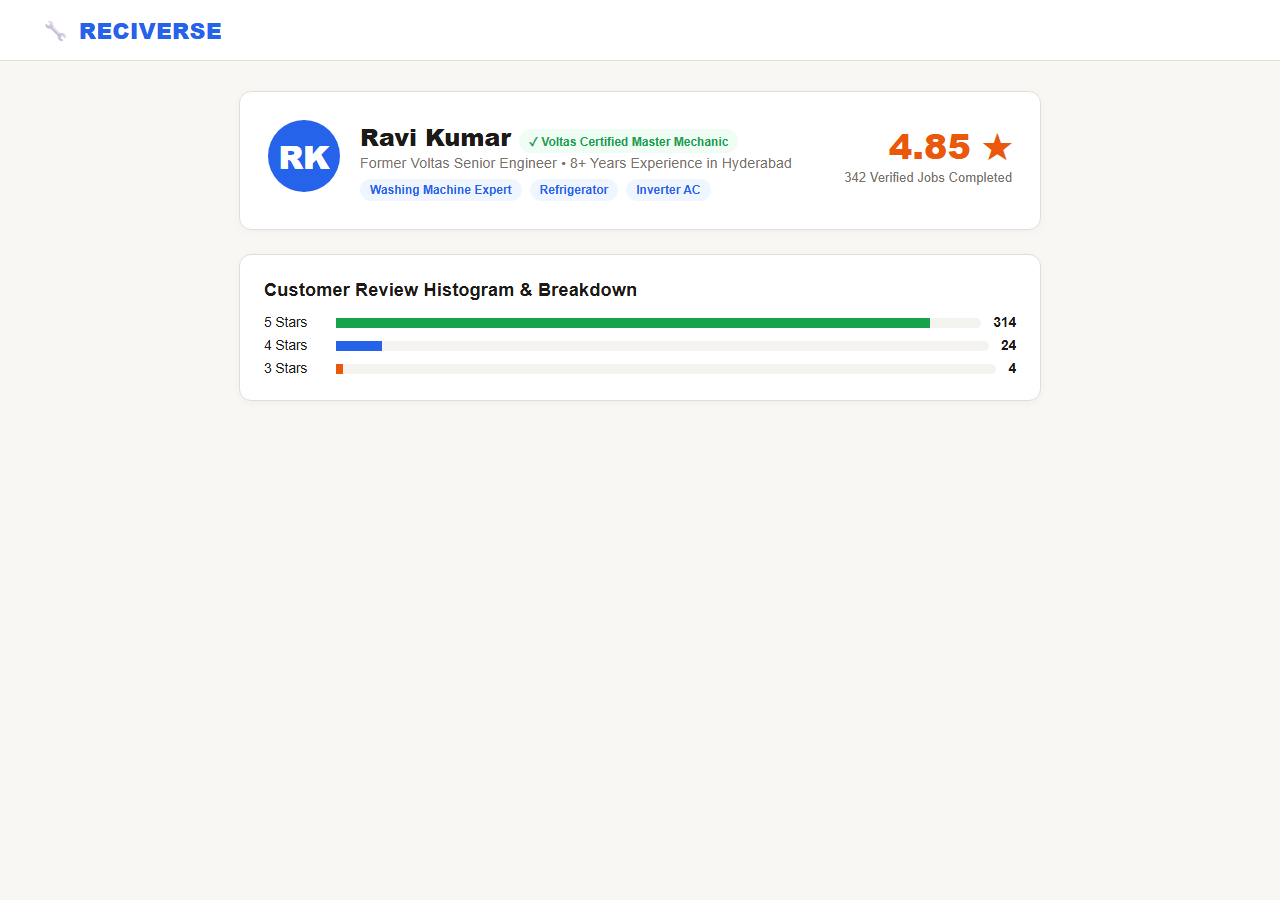 RECIVERSE
RK
Ravi Kumar ✓ Voltas Certified Master Mechanic
Former Voltas Senior Engineer • 8+ Years Experience in Hyderabad
Washing Machine Expert Refrigerator Inverter AC
4.85 ★
342 Verified Jobs Completed
Customer Review Histogram & Breakdown
5 Stars 314
4 Stars 24
3 Stars 4